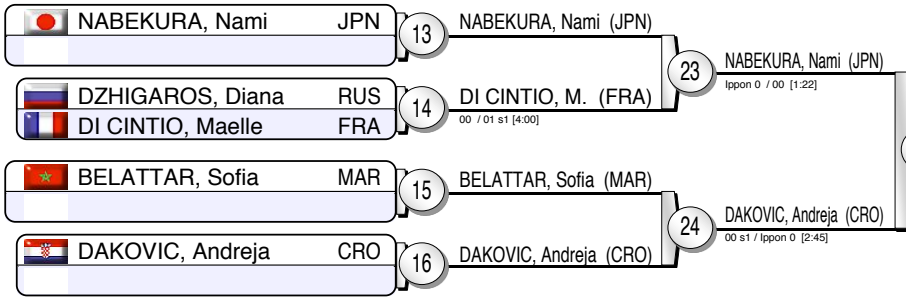 NABEKURA, Nami JPN
13
NABEKURA, Nami (JPN)
DZHIGAROS, Diana RUS
DI CINTIO, Maelle FRA
14
DI CINTIO, M. (FRA)
00 / 01 s1 [4:00]
23
NABEKURA, Nami (JPN)
Ippon 0 / 00 [1:22]
BELATTAR, Sofia MAR
15
BELATTAR, Sofia (MAR)
DAKOVIC, Andreja CRO
16
DAKOVIC, Andreja (CRO)
24
DAKOVIC, Andreja (CRO)
00 s1 / Ippon 0 [2:45]